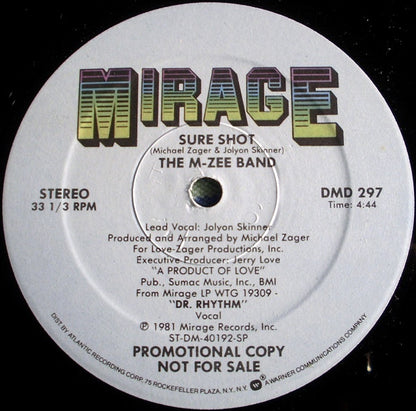 MIRAGE
SURE SHOT
(Michael Zager & Jolyon Skinner)
THE M-ZEE BAND
STEREO
33 1/3 RPM
DMD 297
Time: 4:44
Lead Vocal: Jolyon Skinner
Produced and Arranged by Michael Zager
For Love-Zager Productions, Inc.
Executive Producer: Jerry Love
"A PRODUCT OF LOVE"
Pub., Sumac Music, Inc., BMI
From Mirage LP WTG 19309 -
"DR. RHYTHM"
Vocal
℗ 1981 Mirage Records, Inc.
ST-DM-40192-SP
PROMOTIONAL COPY
NOT FOR SALE
DIST BY ATLANTIC RECORDING CORP., 75 ROCKEFELLER PLAZA, N.Y., N.Y. W A WARNER COMMUNICATIONS COMPANY